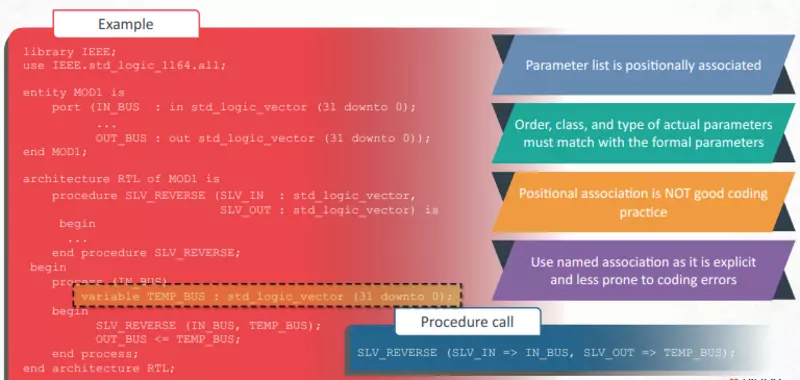 Example
library IEEE;
use IEEE.std_logic_1164.all;
entity MOD1 is
port (IN_BUS : in std_logic_vector (31 downto 0);
...
OUT_BUS : out std_logic_vector (31 downto 0));
end MOD1;
architecture RTL of MOD1 is
procedure SLV_REVERSE (SLV_IN : std_logic_vector,
SLV_OUT : std_logic_vector) is
begin
...
end procedure SLV_REVERSE;
begin
process (IN_BUS)
variable TEMP_BUS : std_logic_vector (31 downto 0);
begin
SLV_REVERSE (IN_BUS, TEMP_BUS);
OUT_BUS <= TEMP_BUS;
end process;
end architecture RTL;
Parameter list is positionally associated
Order, class, and type of actual parameters
must match with the formal parameters
Positional association is NOT good coding
practice
Use named association as it is explicit
and less prone to coding errors
Procedure call
SLV_REVERSE (SLV_IN => IN_BUS, SLV_OUT => TEMP_BUS);